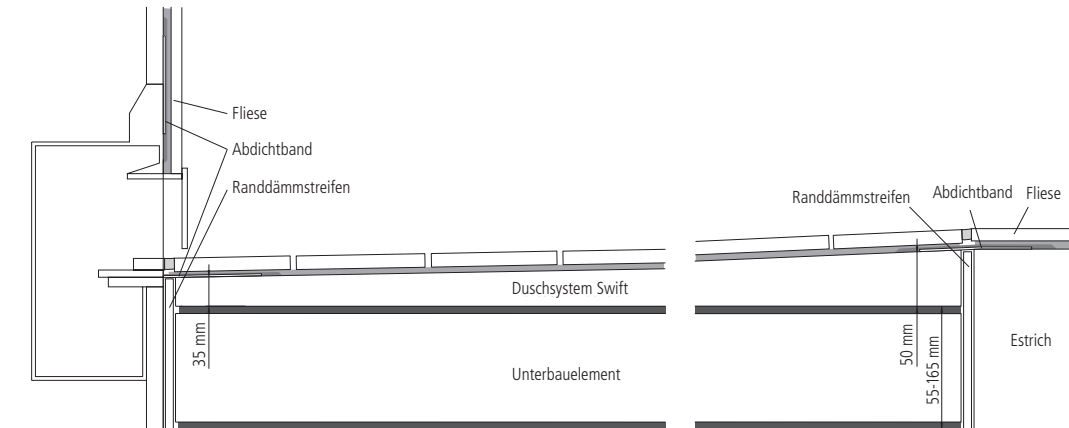 Fliese
Abdichtband
Randdämmstreifen
Randdämmstreifen
Abdichtband
Fliese
Duschsystem Swift
35 mm
50 mm
55-165 mm
Estrich
Unterbauelement